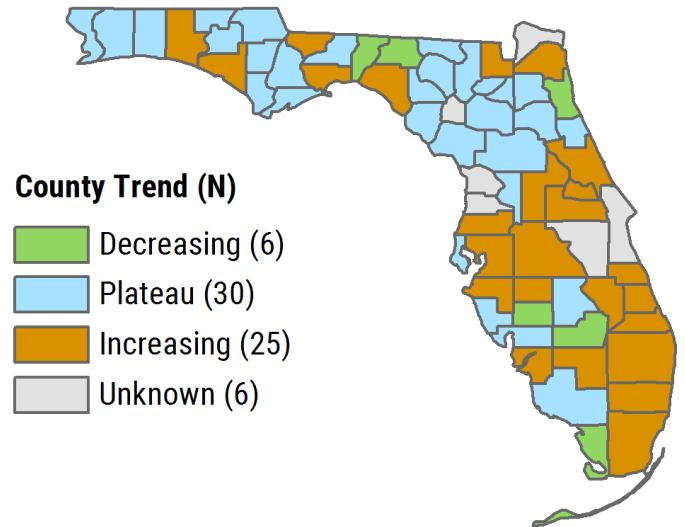 County Trend (N)
Decreasing (6)
Plateau (30)
Increasing (25)
Unknown (6)